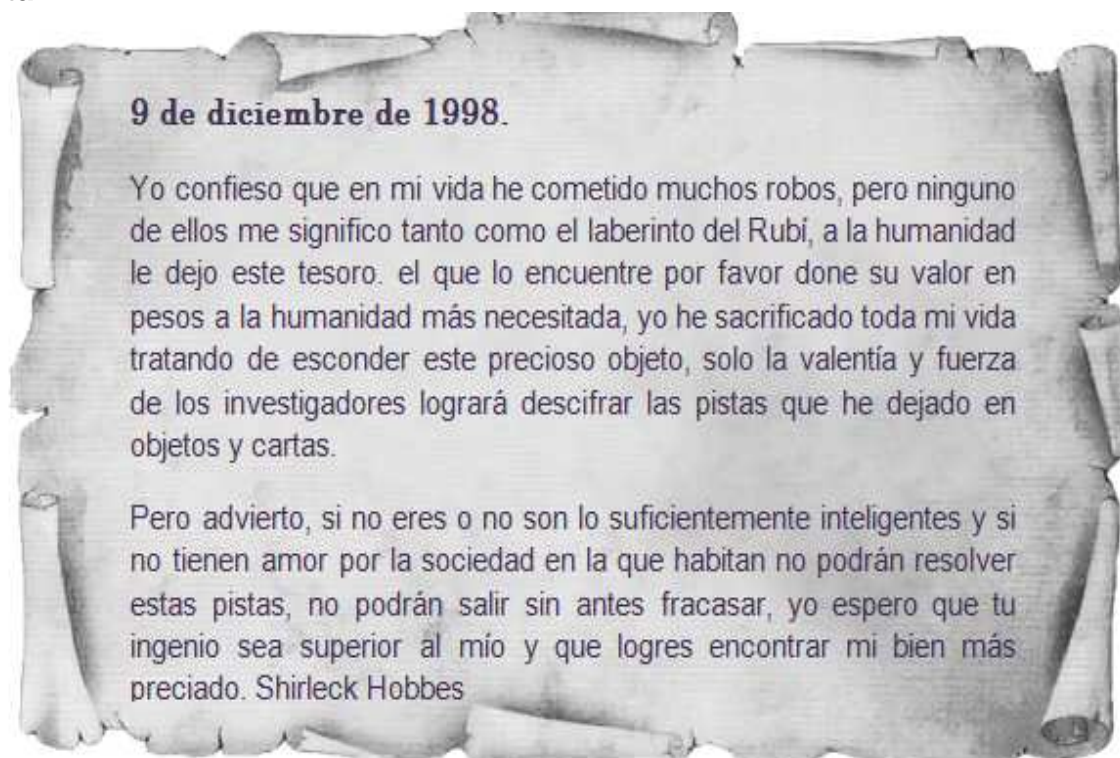 9 de diciembre de 1998.
Yo confieso que en mi vida he cometido muchos robos, pero ninguno
de ellos me significo tanto como el laberinto del Rubí, a la humanidad
le dejo este tesoro. el que lo encuentre por favor done su valor en
pesos a la humanidad más necesitada, yo he sacrificado toda mi vida
tratando de esconder este precioso objeto, solo la valentía y fuerza
de los investigadores logrará descifrar las pistas que he dejado en
objetos y cartas.
Pero advierto, si no eres o no son lo suficientemente inteligentes y si
no tienen amor por la sociedad en la que habitan no podrán resolver
estas pistas, no podrán salir sin antes fracasar, yo espero que tu
ingenio sea superior al mío y que logres encontrar mi bien más
preciado. Shirleck Hobbes